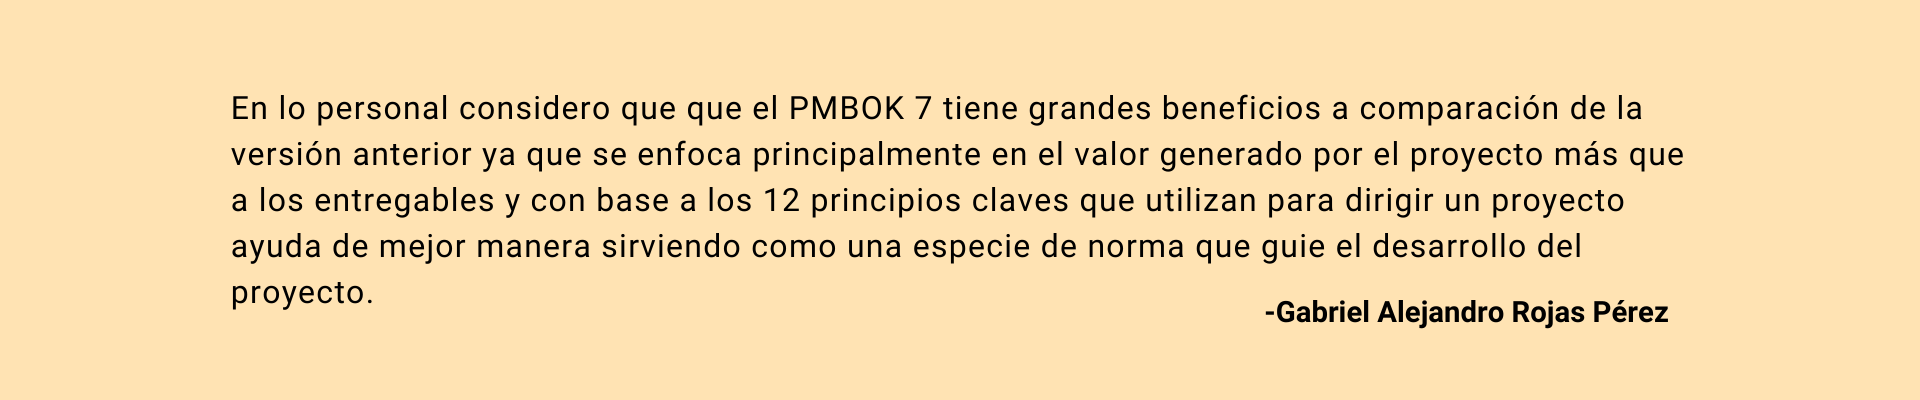 En lo personal considero que que el PMBOK 7 tiene grandes beneficios a comparación de la
versión anterior ya que se enfoca principalmente en el valor generado por el proyecto más que
a los entregables y con base a los 12 principios claves que utilizan para dirigir un proyecto
ayuda de mejor manera sirviendo como una especie de norma que guie el desarrollo del
proyecto.
-Gabriel Alejandro Rojas Pérez